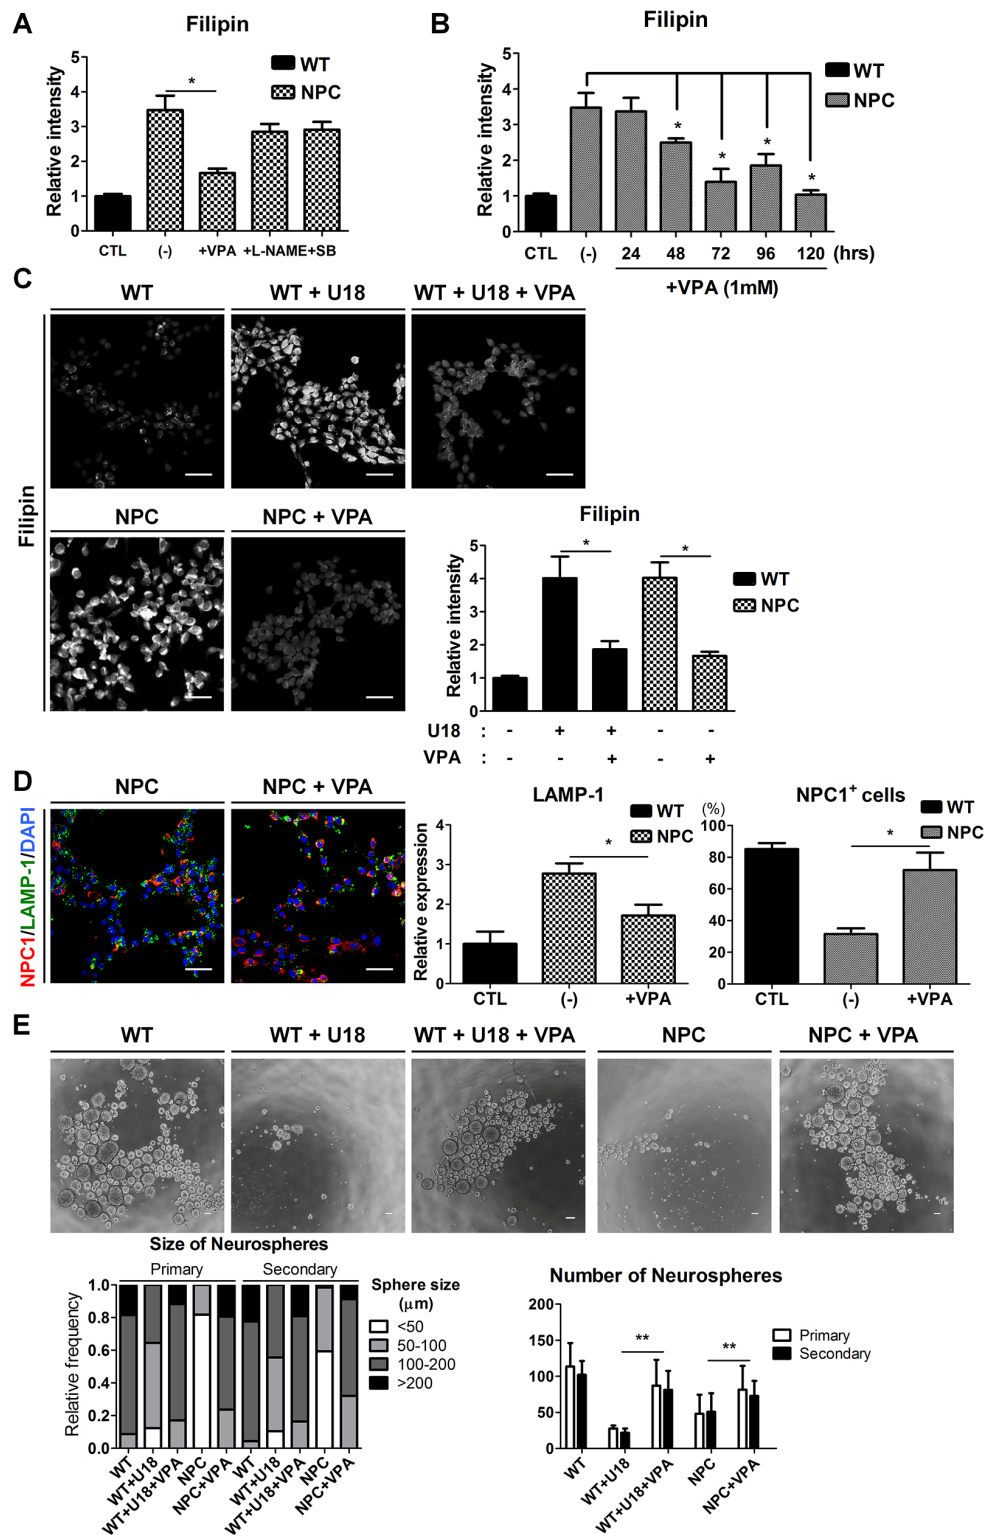 A
Filipin
Relative intensity
5
4
3
2
1
0
*
WT
NPC
CTL (-) +VPA +L-NAME +SB
B
Filipin
Relative intensity
5
4
3
2
1
0
* * * * 
WT
NPC
CTL (-) 24 48 72 96 120 (hrs)
+VPA (1mM)
C
Filipin
WT
WT + U18
WT + U18 + VPA
NPC
NPC + VPA
Filipin
Relative intensity
5
4
3
2
1
0
* *
WT
NPC
U18 : - + + - -
VPA : - - + - +
D
NPC1/LAMP-1/DAPI
NPC
NPC + VPA
LAMP-1
Relative expression
4
3
2
1
0
*
WT
NPC
CTL (-) +VPA
NPC1+ cells
(%)
100
80
60
40
20
0
*
WT
NPC
CTL (-) +VPA
E
WT
WT + U18
WT + U18 + VPA
NPC
NPC + VPA
Size of Neurospheres
Primary Secondary
Relative frequency
1.0
0.8
0.6
0.4
0.2
0.0
WT
WT+U18
WT+U18+VPA
NPC
NPC+VPA
WT
WT+U18
WT+U18+VPA
NPC
NPC+VPA
Sphere size
(μm)
<50
50-100
100-200
>200
Number of Neurospheres
200
150
100
50
0
** **
Primary
Secondary
WT
WT+U18
WT+U18+VPA
NPC
NPC+VPA